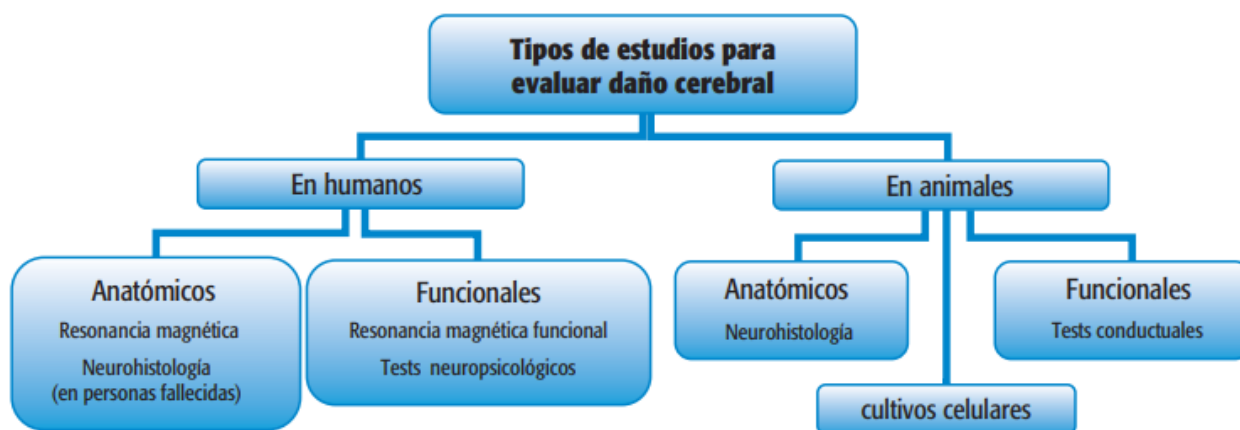 Tipos de estudios para
evaluar daño cerebral
En humanos
En animales
Anatómicos
Resonancia magnética
Neurohistología
(en personas fallecidas)
Funcionales
Resonancia magnética funcional
Tests neuropsicológicos
Anatómicos
Neurohistología
Funcionales
Tests conductuales
cultivos celulares